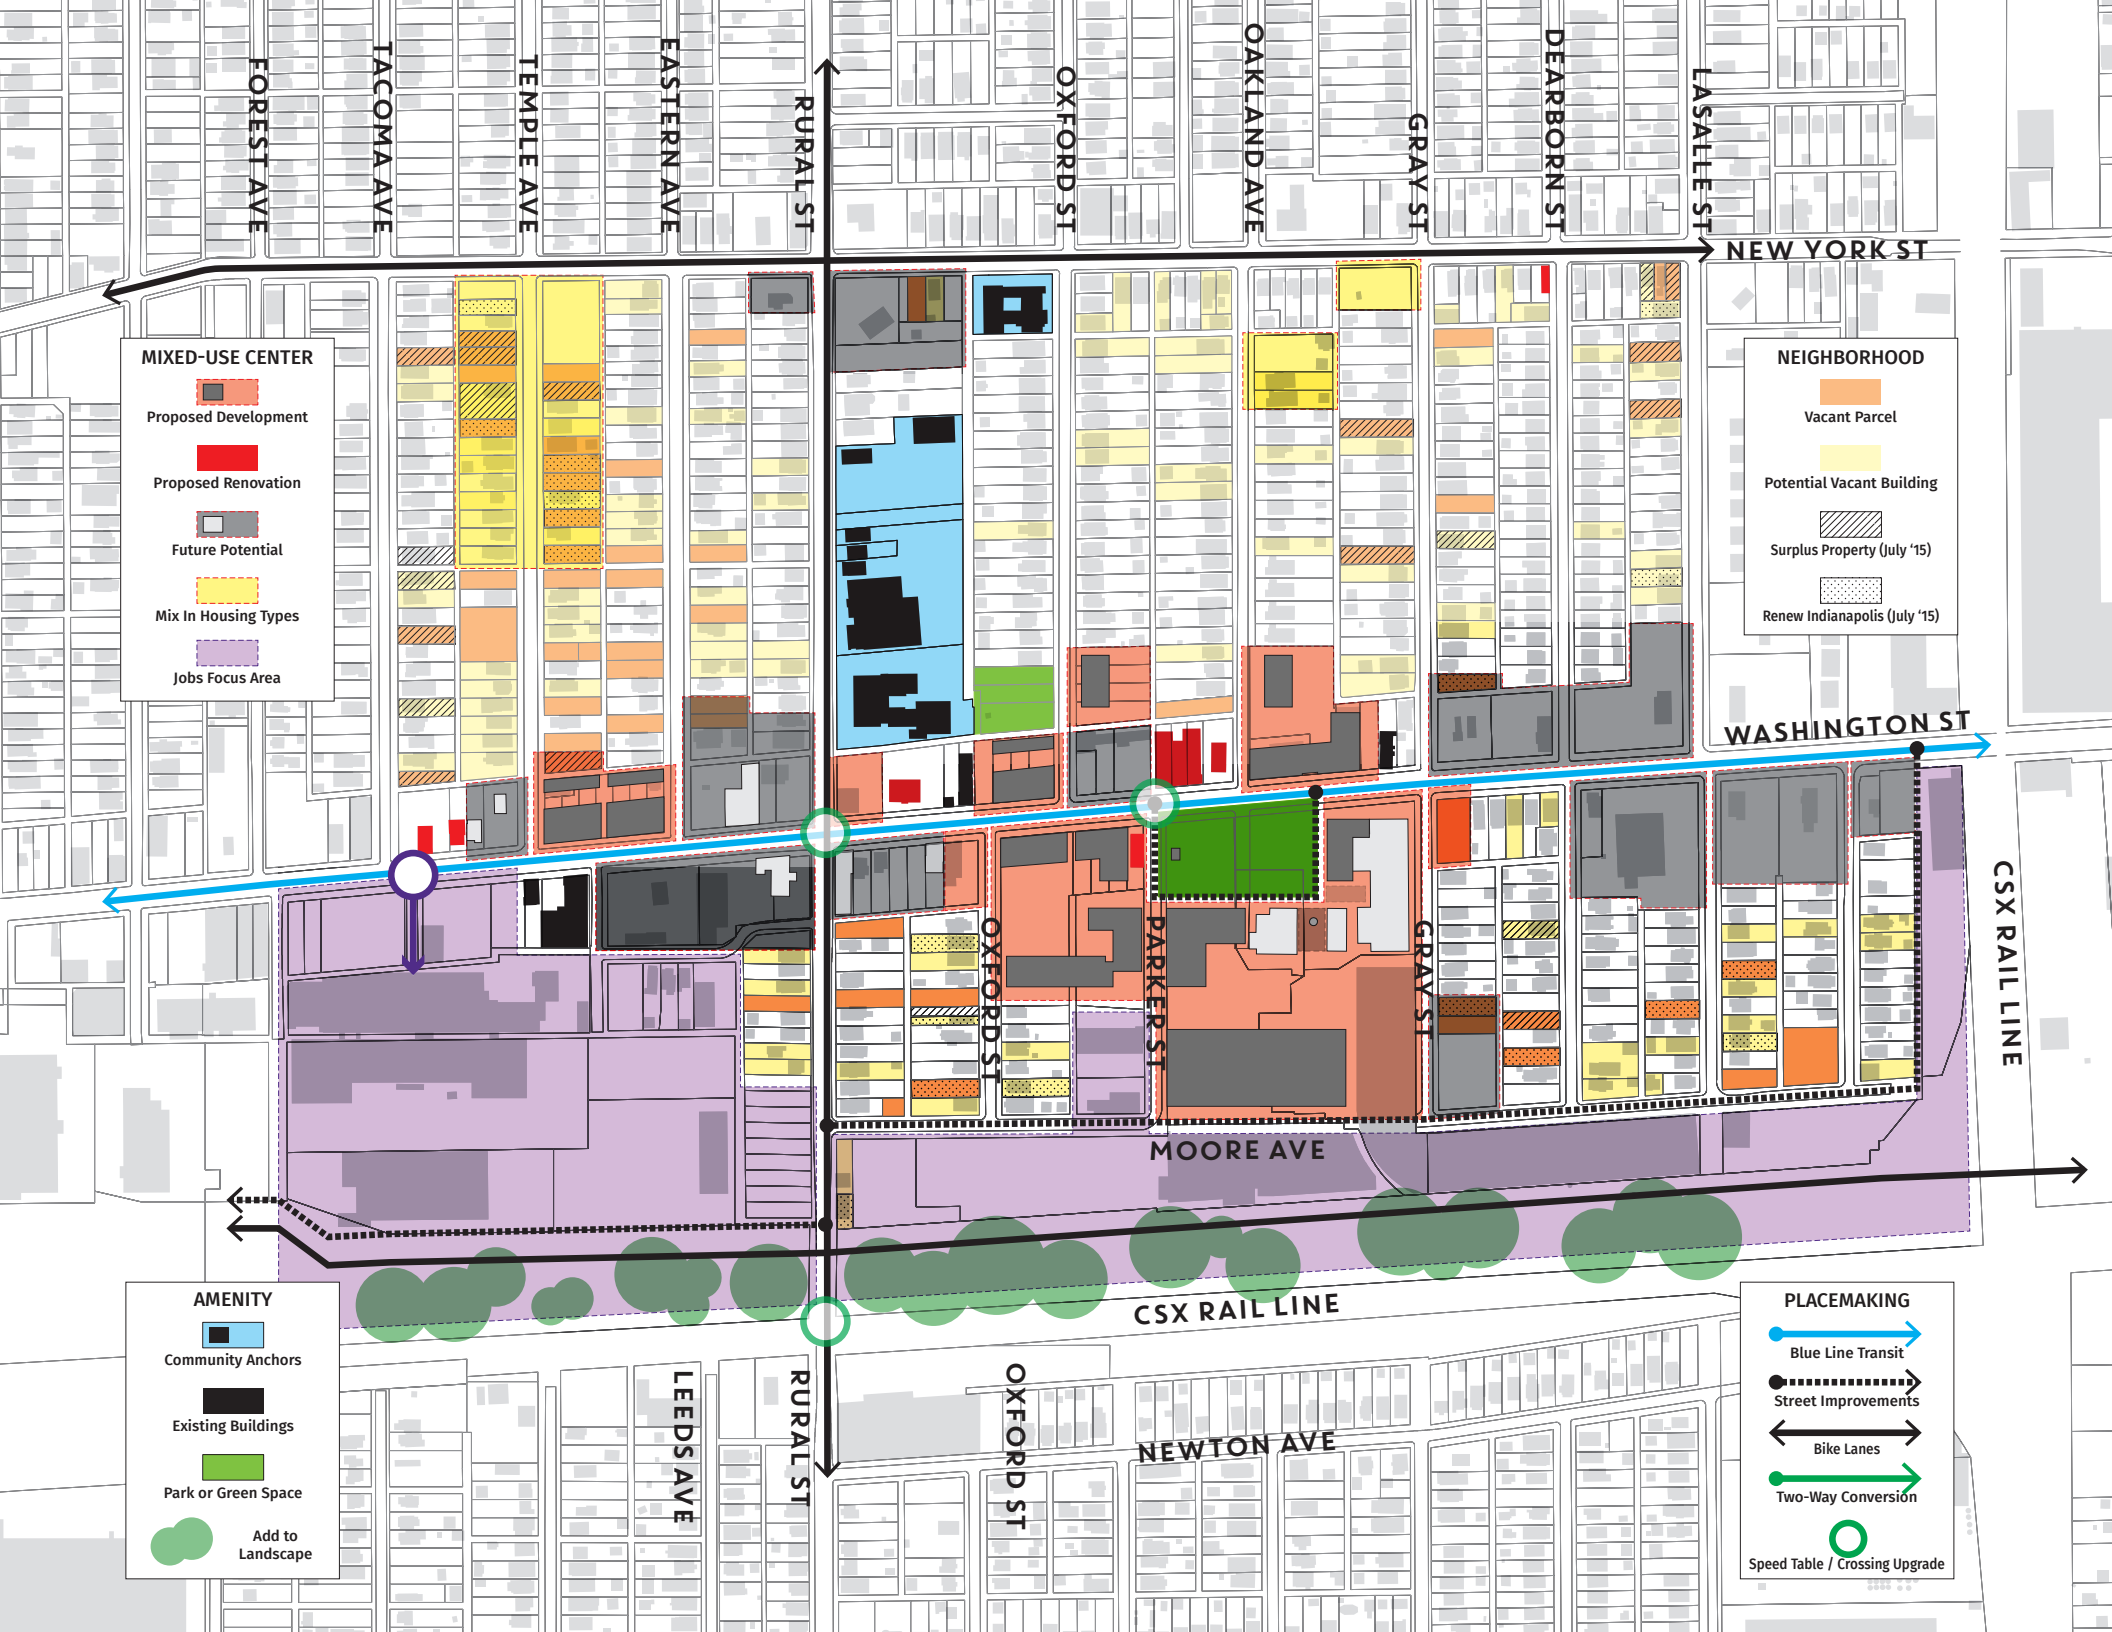 FOREST AVE
TACOMA AVE
TEMPLE AVE
EASTERN AVE
RURAL ST
OXFORD ST
OAKLAND AVE
GRAY ST
DEARBORN ST
LASALLE ST
NEW YORK ST
MIXED-USE CENTER
Proposed Development
Proposed Renovation
Future Potential
Mix In Housing Types
Jobs Focus Area
NEIGHBORHOOD
Vacant Parcel
Potential Vacant Building
Surplus Property (July ‘15)
Renew Indianapolis (July ‘15)
WASHINGTON ST
OXFORD ST
PARKER ST
GRAY ST
CSX RAIL LINE
MOORE AVE
CSX RAIL LINE
AMENITY
Community Anchors
Existing Buildings
Park or Green Space
Add to
Landscape
LEEDS AVE
RURAL ST
OXFORD ST
NEWTON AVE
PLACEMAKING
Blue Line Transit
Street Improvements
Bike Lanes
Two-Way Conversion
Speed Table / Crossing Upgrade